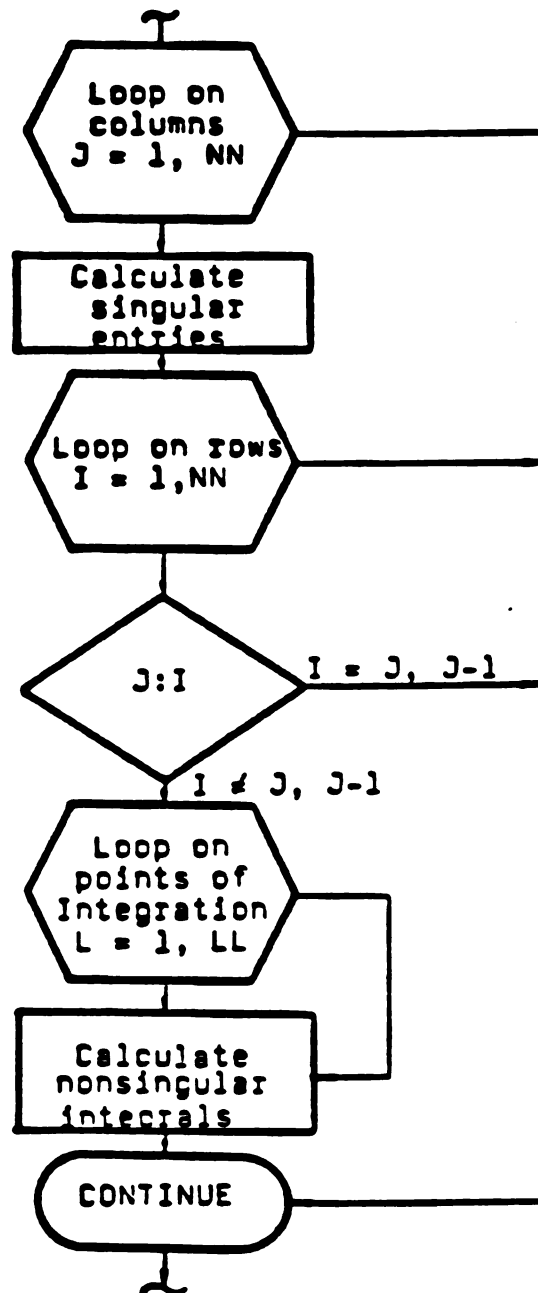 Loop on
columns
J = 1, NN
Calculate
singular
entries
Loop on rows
I = 1,NN
J:I
I = J, J-1
I ≠ J, J-1
Loop on
points of
Integration
L = 1, LL
Calculate
nonsingular
integrals
CONTINUE